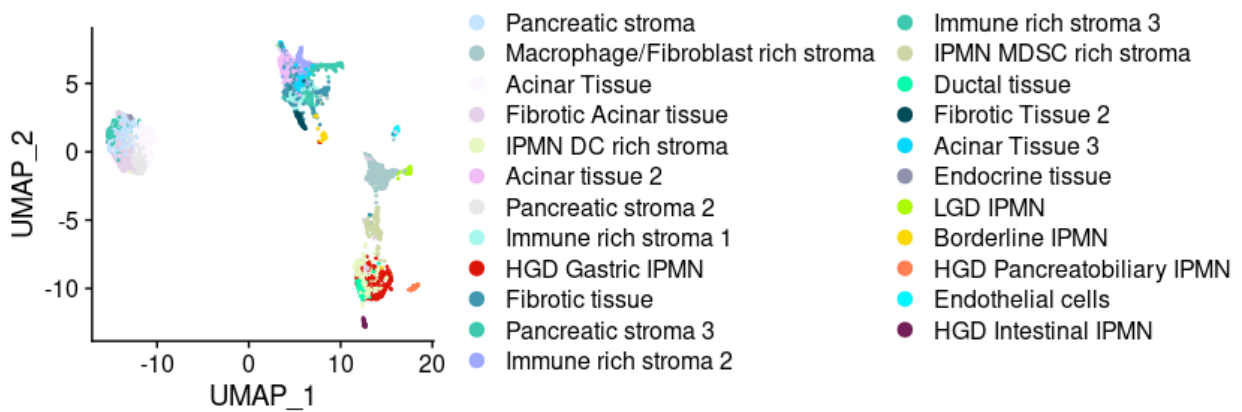 5
0
-5
-10
UMAP_2
-10 0 10 20
UMAP_1
Pancreatic stroma
Macrophage/Fibroblast rich stroma
Acinar Tissue
Fibrotic Acinar tissue
IPMN DC rich stroma
Acinar tissue 2
Pancreatic stroma 2
Immune rich stroma 1
HGD Gastric IPMN
Fibrotic tissue
Pancreatic stroma 3
Immune rich stroma 2
Immune rich stroma 3
IPMN MDSC rich stroma
Ductal tissue
Fibrotic Tissue 2
Acinar Tissue 3
Endocrine tissue
LGD IPMN
Borderline IPMN
HGD Pancreatobiliary IPMN
Endothelial cells
HGD Intestinal IPMN